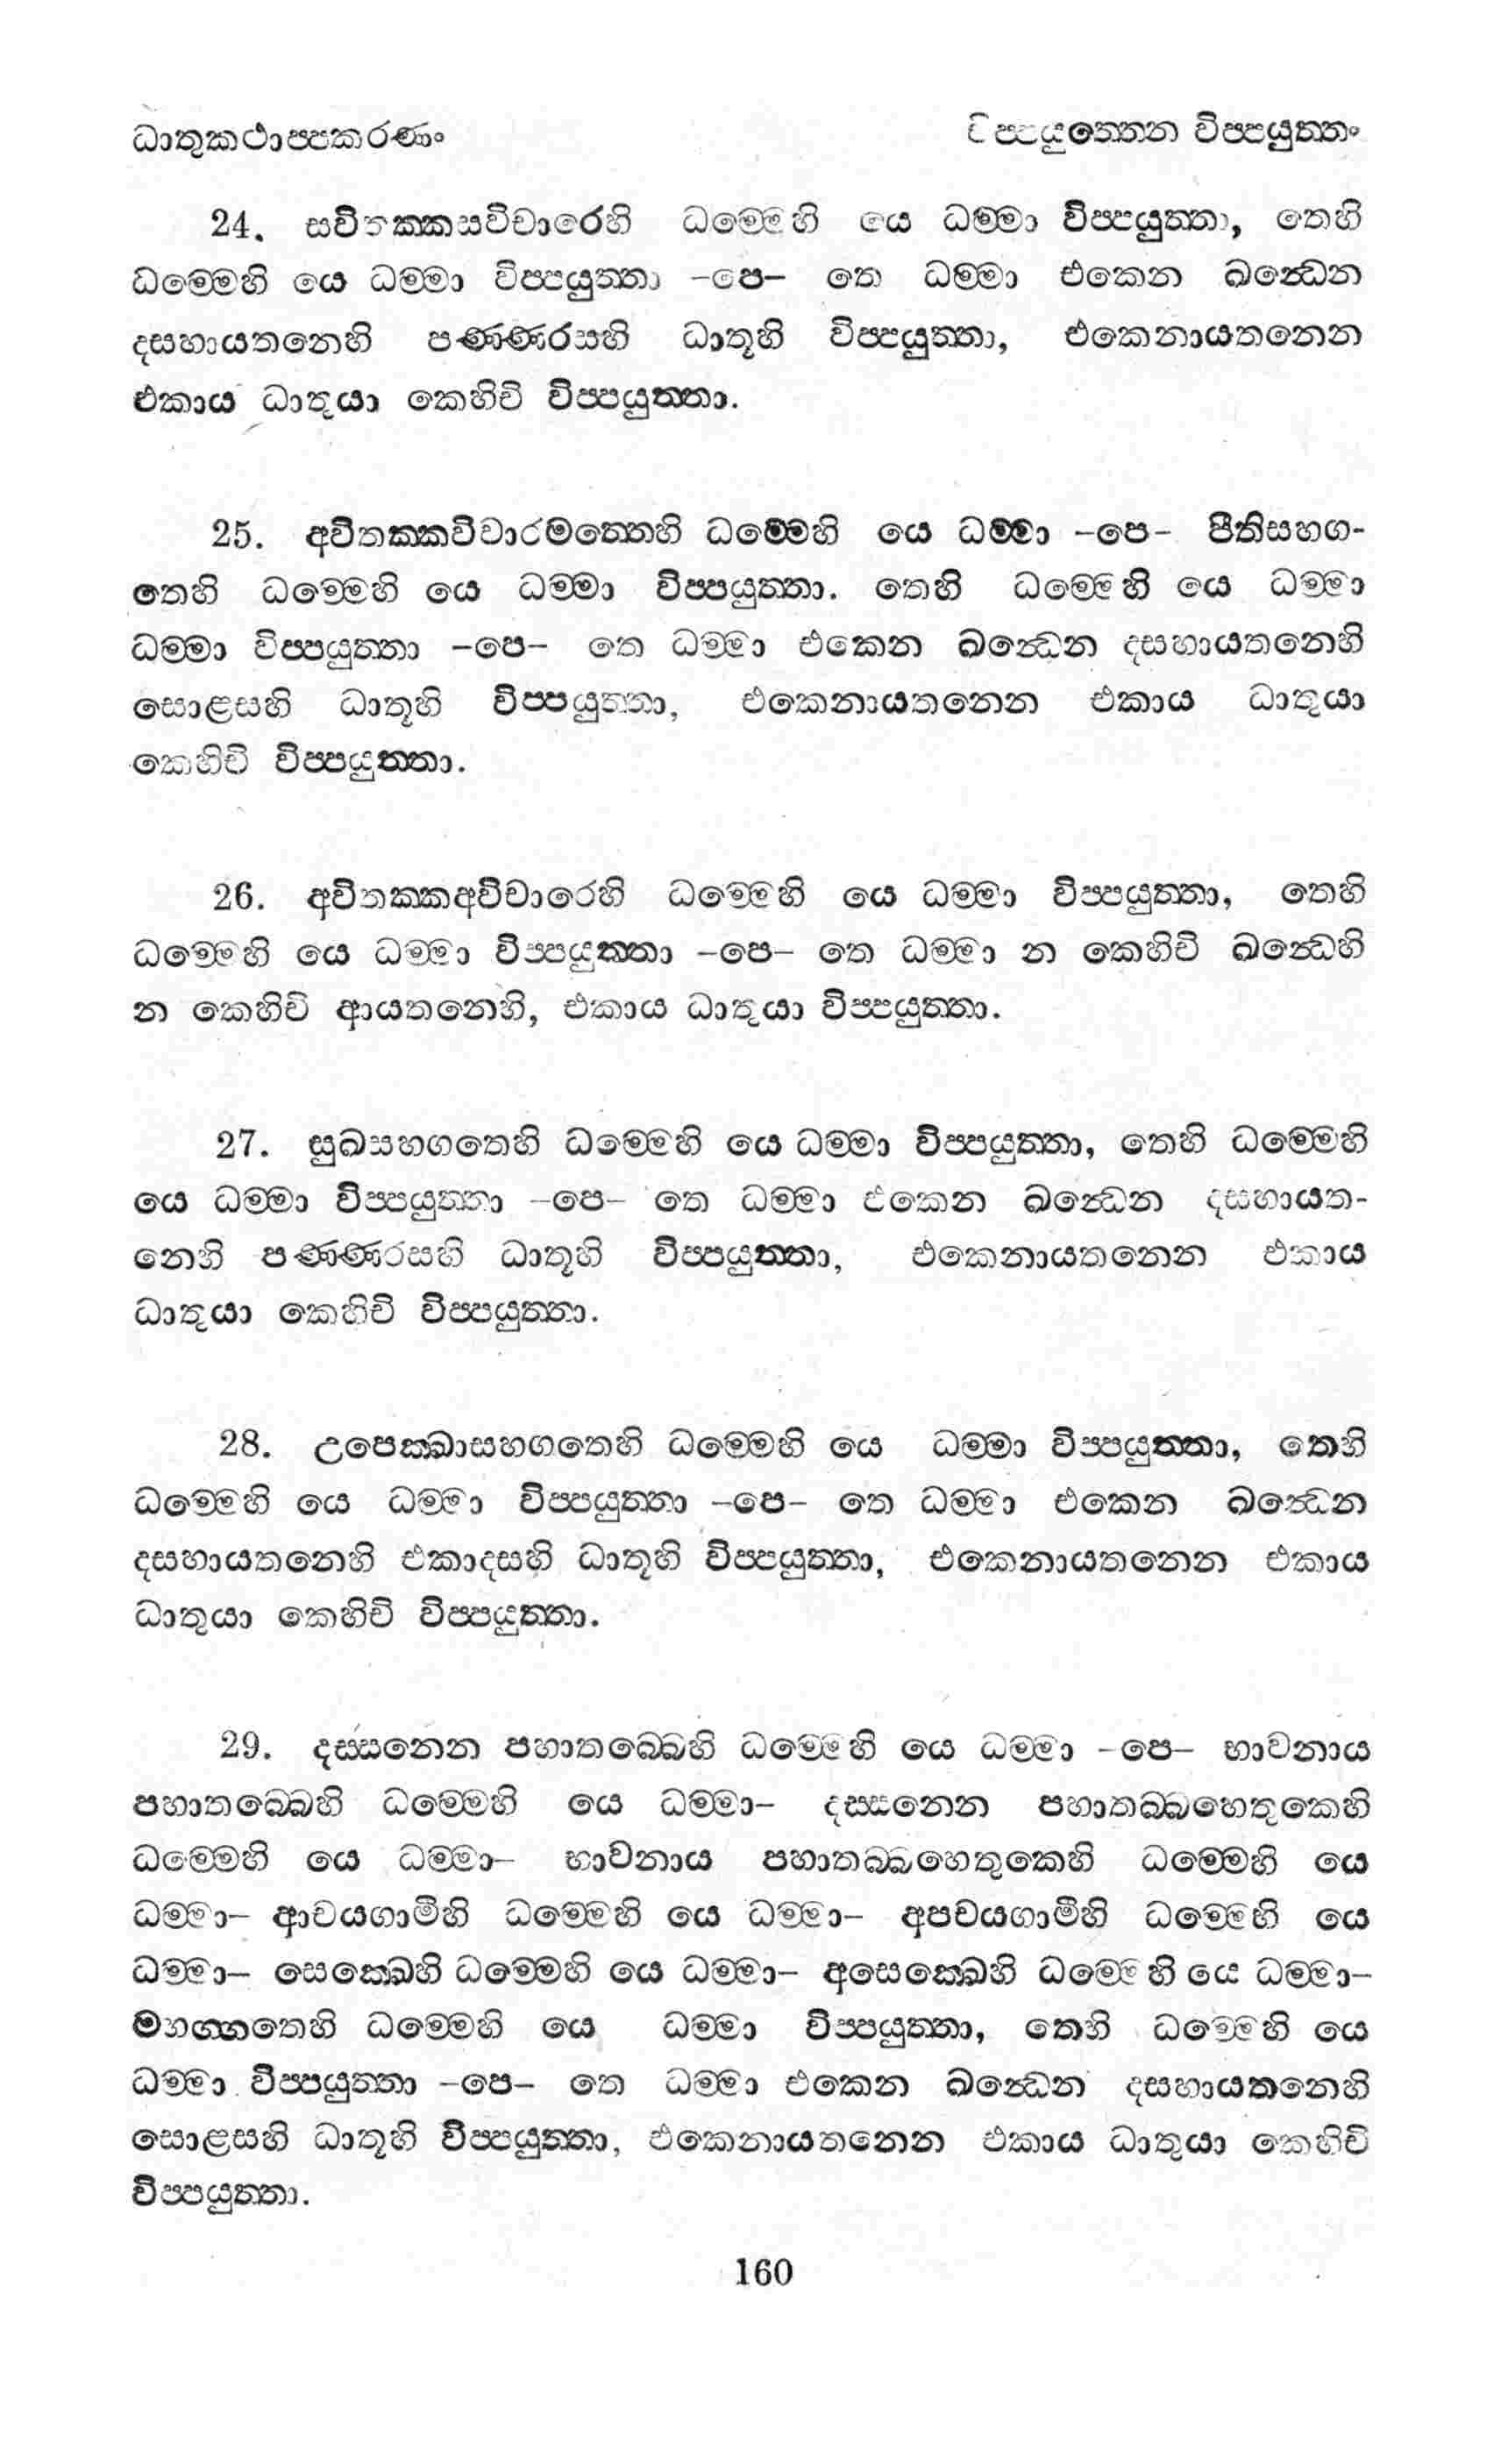 ධාතුකථාප්පකරණං	විප්පයුත්තෙන විප්පයුත්තං
24. සවිතක්කසවිචාරෙහි ධම්මෙහි යෙ ධම්මා විප්පයුත්තා, තෙහි
ධම්මෙහි යෙ ධම්මා විප්පයුත්තා –පෙ– තෙ ධම්මා එකෙන ඛන්ධෙන
දසහායතනෙහි පණ්ණරසහි ධාතූහි විප්පයුත්තා, එකෙනායතනෙන
එකාය ධාතුයා කෙහිචි විප්පයුත්තා.
25. අවිතක්කවිචාරමත්තෙහි ධම්මෙහි යෙ ධම්මා –පෙ– පීතිසහග-
තෙහි ධම්මෙහි යෙ ධම්මා විප්පයුත්තා. තෙහි ධම්මෙහි යෙ ධම්මා
ධම්මා විප්පයුත්තා –පෙ– තෙ ධම්මා එකෙන ඛන්ධෙන දසහායතනෙහි
සොළසහි ධාතූහි විප්පයුත්තා, එකෙනායතනෙන එකාය ධාතුයා
කෙහිචි විප්පයුත්තා.
26. අවිතක්කඅවිචාරෙහි ධම්මෙහි යෙ ධම්මා විප්පයුත්තා, තෙහි
ධම්මෙහි යෙ ධම්මා විප්පයුත්තා –පෙ– තෙ ධම්මා න කෙහිචි ඛන්ධෙහි
න කෙහිචි ආයතනෙහි, එකාය ධාතුයා විප්පයුත්තා.
27. සුඛසහගතෙහි ධම්මෙහි යෙ ධම්මා විප්පයුත්තා, තෙහි ධම්මෙහි
යෙ ධම්මා විප්පයුත්තා –පෙ– තෙ ධම්මා එකෙන ඛන්ධෙන දසහායත-
නෙහි පණ්ණරසහි ධාතූහි විප්පයුත්තා, එකෙනායතනෙන එකාය
ධාතුයා කෙහිචි විප්පයුත්තා.
28. උපෙක්ඛාසහගතෙහි ධම්මෙහි යෙ ධම්මා විප්පයුත්තා, තෙහි
ධම්මෙහි යෙ ධම්මා විප්පයුත්තා –පෙ– තෙ ධම්මා එකෙන ඛන්ධෙන
දසහායතනෙහි එකාදසහි ධාතූහි විප්පයුත්තා, එකෙනායතනෙන එකාය
ධාතුයා කෙහිචි විප්පයුත්තා.
29. දස්සනෙන පහාතබ්බෙහි ධම්මෙහි යෙ ධම්මා –පෙ– භාවනාය
පහාතබ්බෙහි ධම්මෙහි යෙ ධම්මා– දස්සනෙන පහාතබ්බහෙතුකෙහි
ධම්මෙහි යෙ ධම්මා– භාවනාය පහාතබ්බහෙතුකෙහි ධම්මෙහි යෙ
ධම්මා– ආචයගාමීහි ධම්මෙහි යෙ ධම්මා– අපචයගාමීහි ධම්මෙහි යෙ
ධම්මා– සෙක්ඛෙහි ධම්මෙහි යෙ ධම්මා– අසෙක්ඛෙහි ධම්මෙහි යෙ ධම්මා–
මහග්ගතෙහි ධම්මෙහි යෙ ධම්මා විප්පයුත්තා, තෙහි ධම්මෙහි යෙ
ධම්මා විප්පයුත්තා –පෙ– තෙ ධම්මා එකෙන ඛන්ධෙන දසහායතනෙහි
සොළසහි ධාතූහි විප්පයුත්තා, එකෙනායතනෙන එකාය ධාතුයා කෙහිචි
විප්පයුත්තා.
160